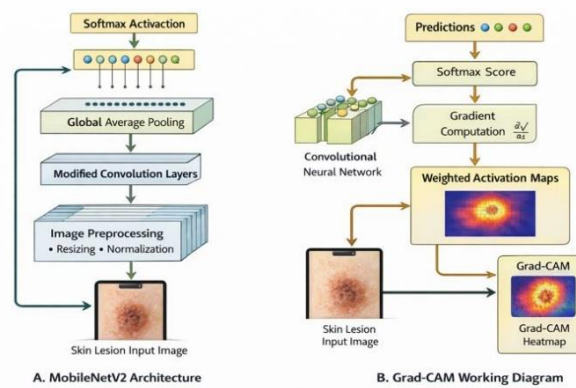 Softmax Activaction
Global Average Pooling
Modified Convolution Layers
Image Preprocessing
• Resizing • Normalization
Skin Lesion Input Image
A. MobileNetV2 Architecture
Predictions
Softmax Score
Gradient
Computation
Convolutional
Neural Network
Weighted Activation Maps
Skin Lesion
Input Image
Grad-CAM
Grad-CAM
Heatmap
B. Grad-CAM Working Diagram